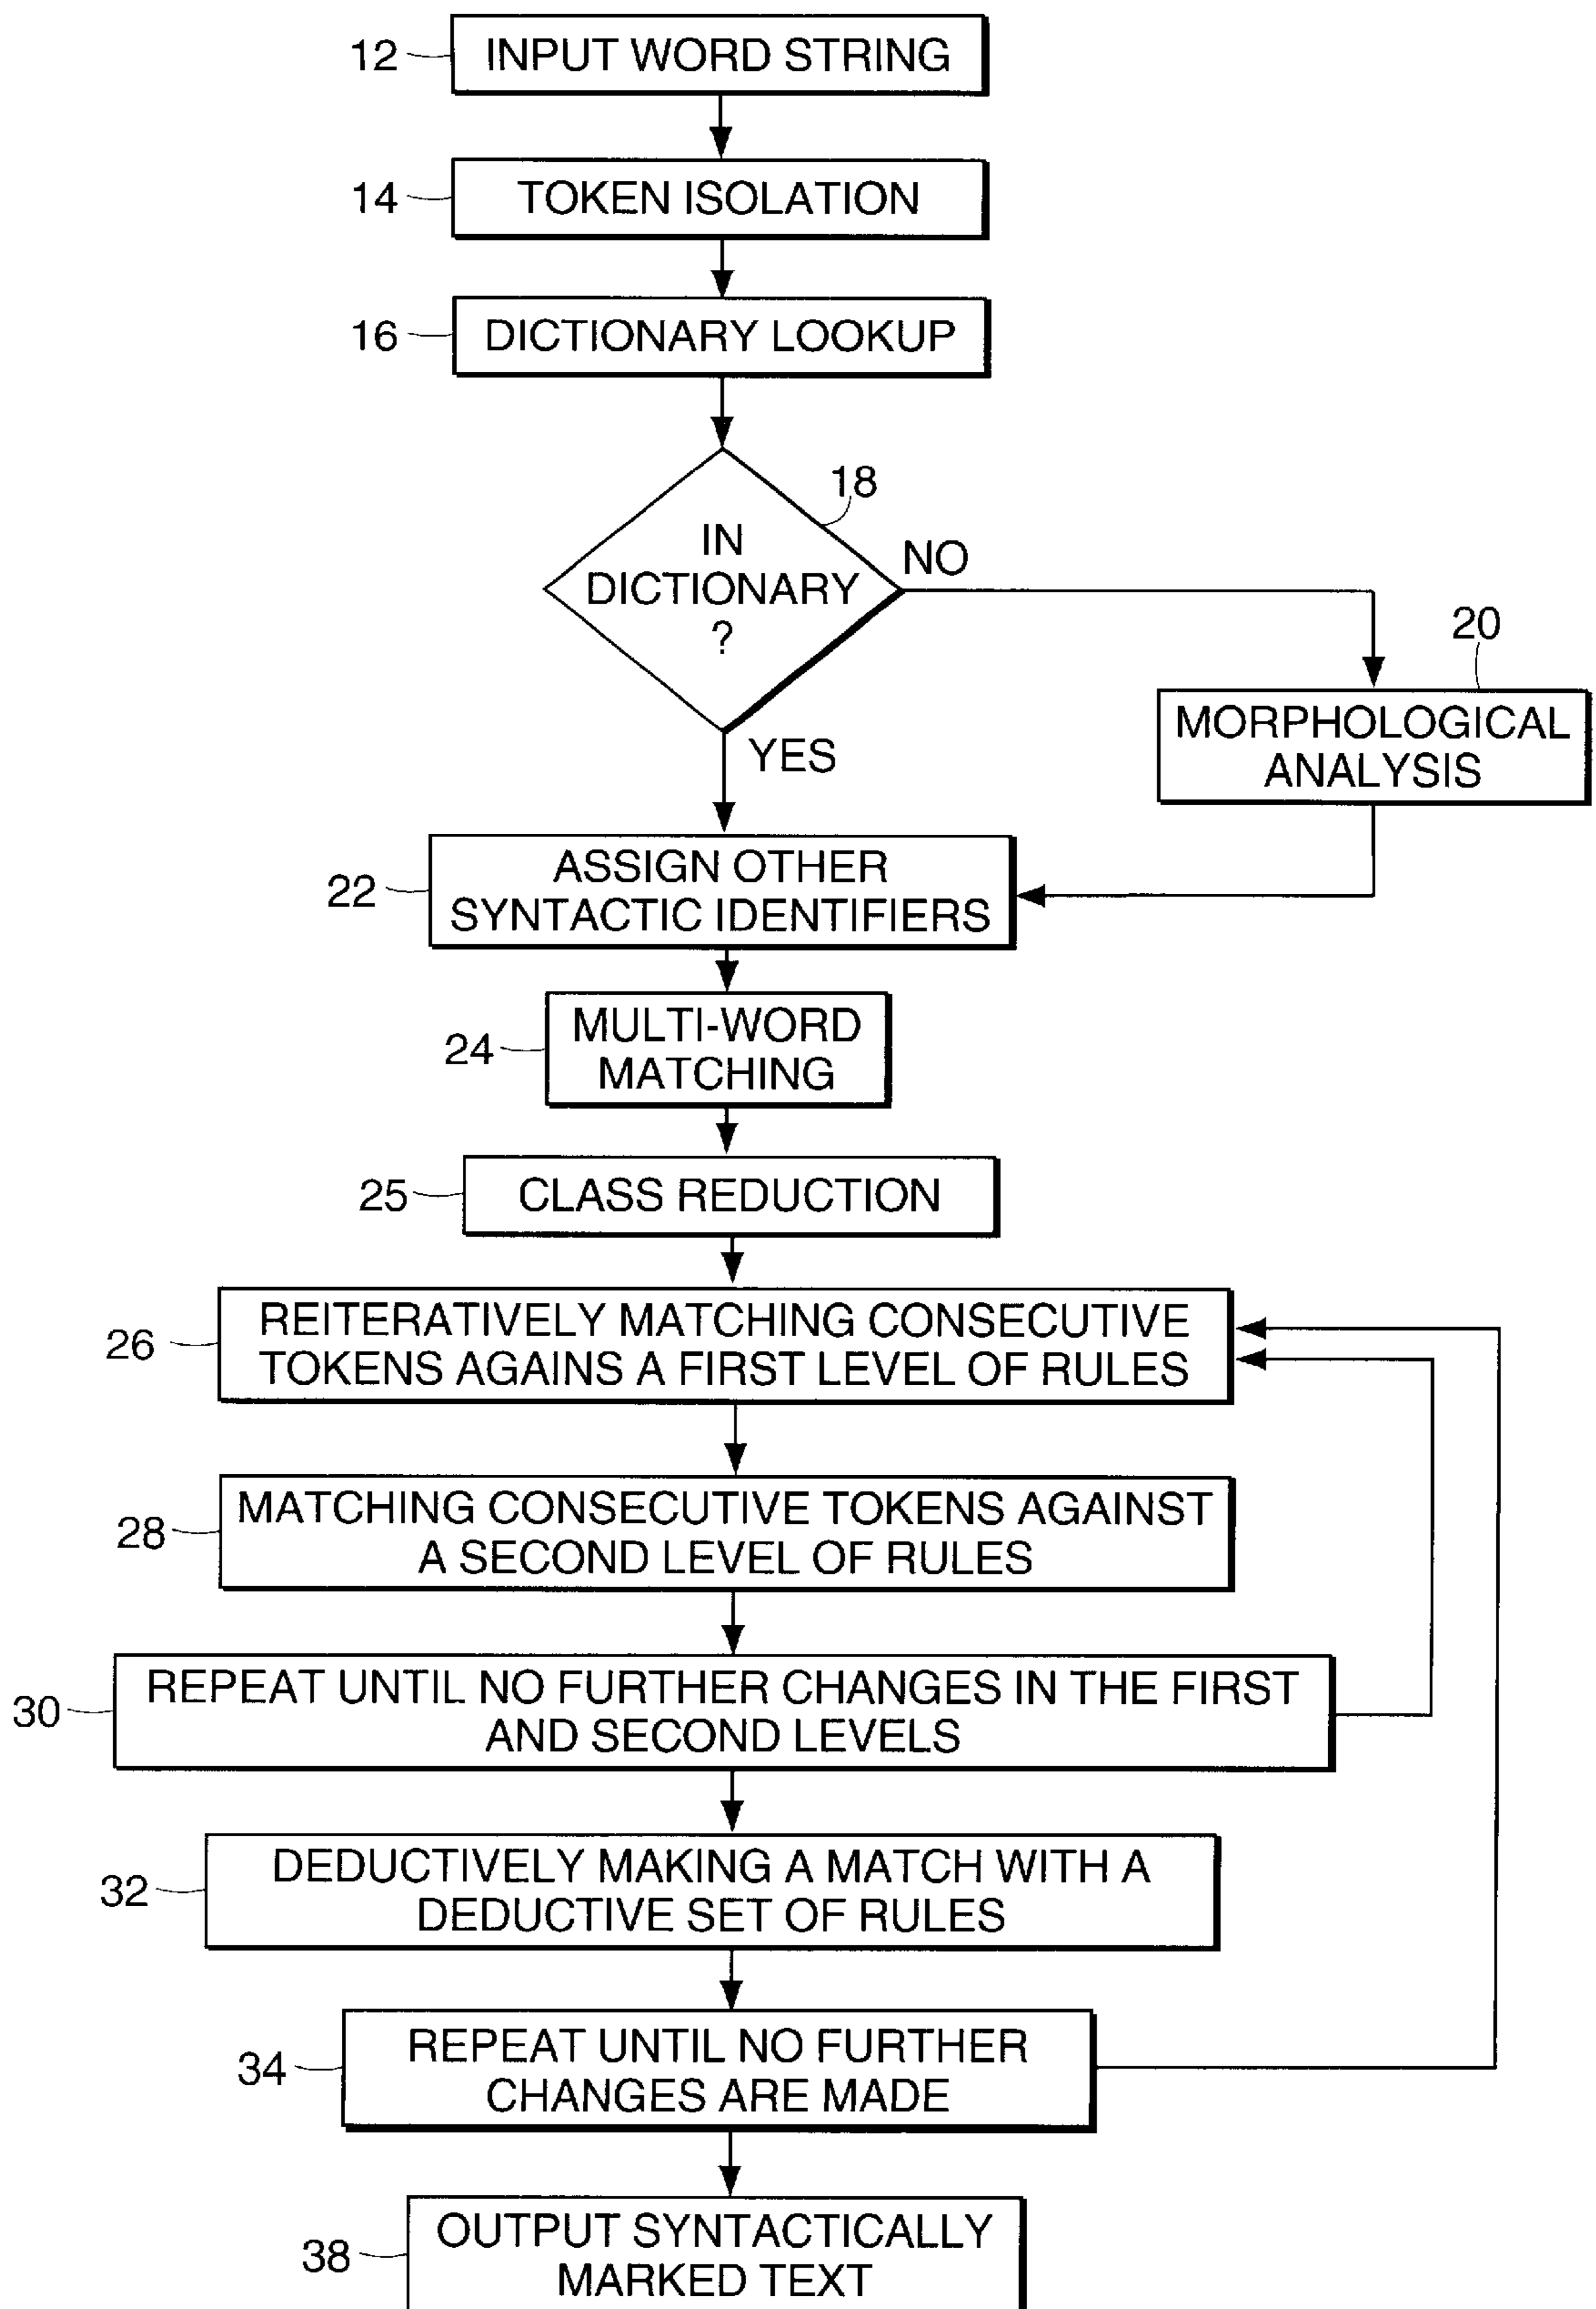 12
INPUT WORD STRING
14
TOKEN ISOLATION
16
DICTIONARY LOOKUP
18
IN
DICTIONARY
?
NO
20
MORPHOLOGICAL
ANALYSIS
YES
22
ASSIGN OTHER
SYNTACTIC IDENTIFIERS
24
MULTI-WORD
MATCHING
25
CLASS REDUCTION
26
REITERATIVELY MATCHING CONSECUTIVE
TOKENS AGAINS A FIRST LEVEL OF RULES
28
MATCHING CONSECUTIVE TOKENS AGAINST
A SECOND LEVEL OF RULES
30
REPEAT UNTIL NO FURTHER CHANGES IN THE FIRST
AND SECOND LEVELS
32
DEDUCTIVELY MAKING A MATCH WITH A
DEDUCTIVE SET OF RULES
34
REPEAT UNTIL NO FURTHER
CHANGES ARE MADE
38
OUTPUT SYNTACTICALLY
MARKED TEXT